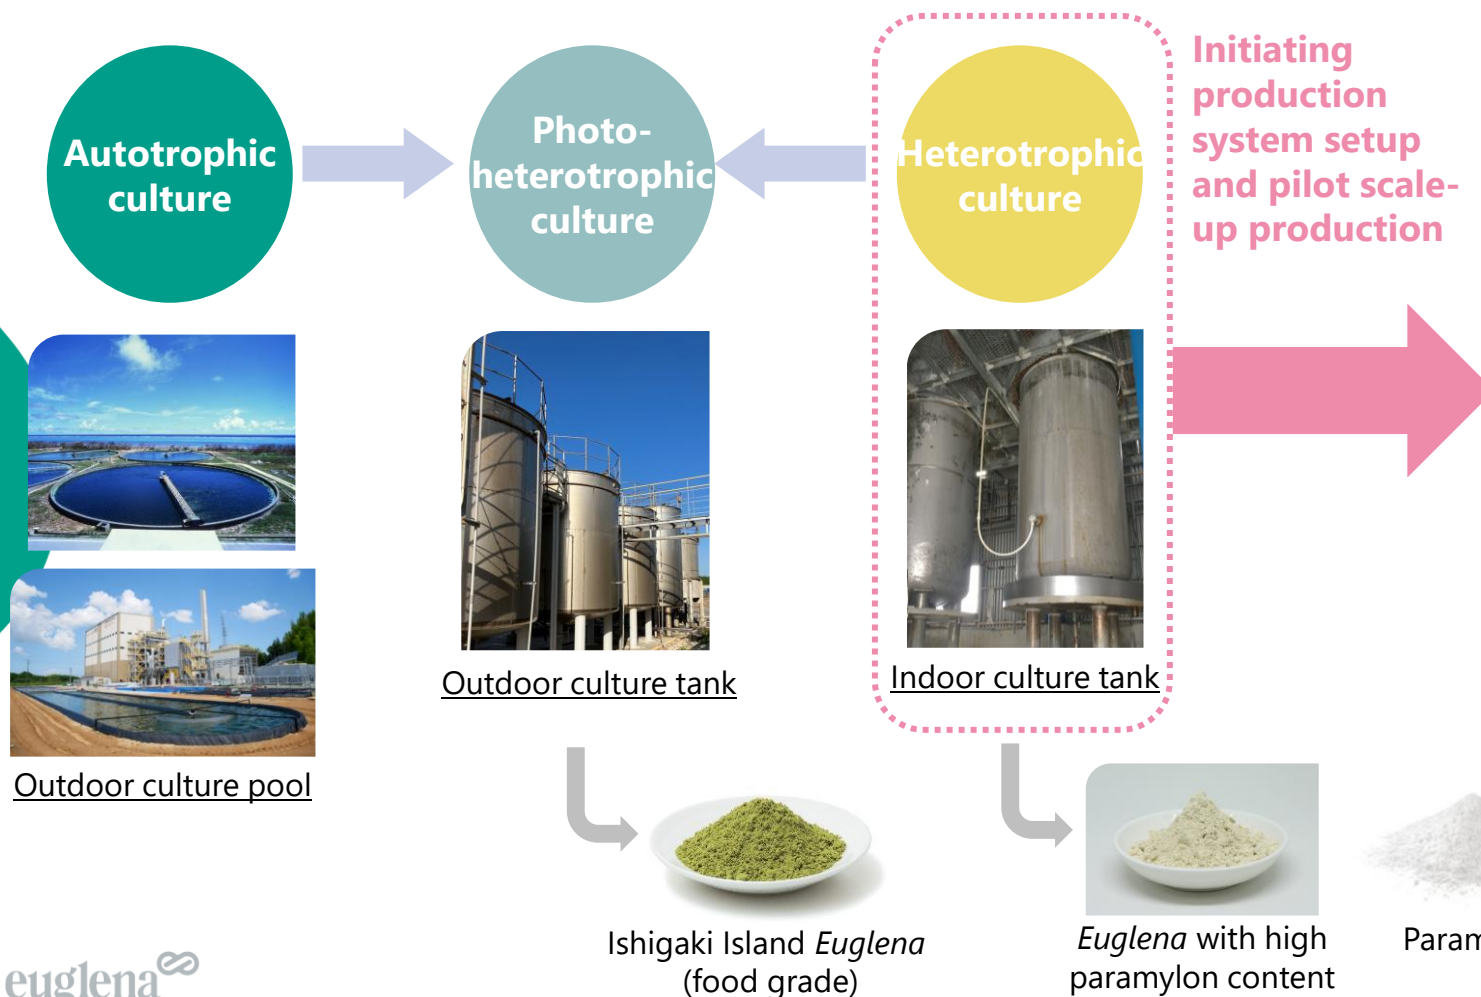 Autotrophic
culture
Photo-
heterotrophic
culture
Heterotrophic
culture
Initiating
production
system setup
and pilot scale-
up production
Outdoor culture pool
Outdoor culture tank
Indoor culture tank
Ishigaki Island Euglena
(food grade)
Euglena with high
paramylon content
euglena